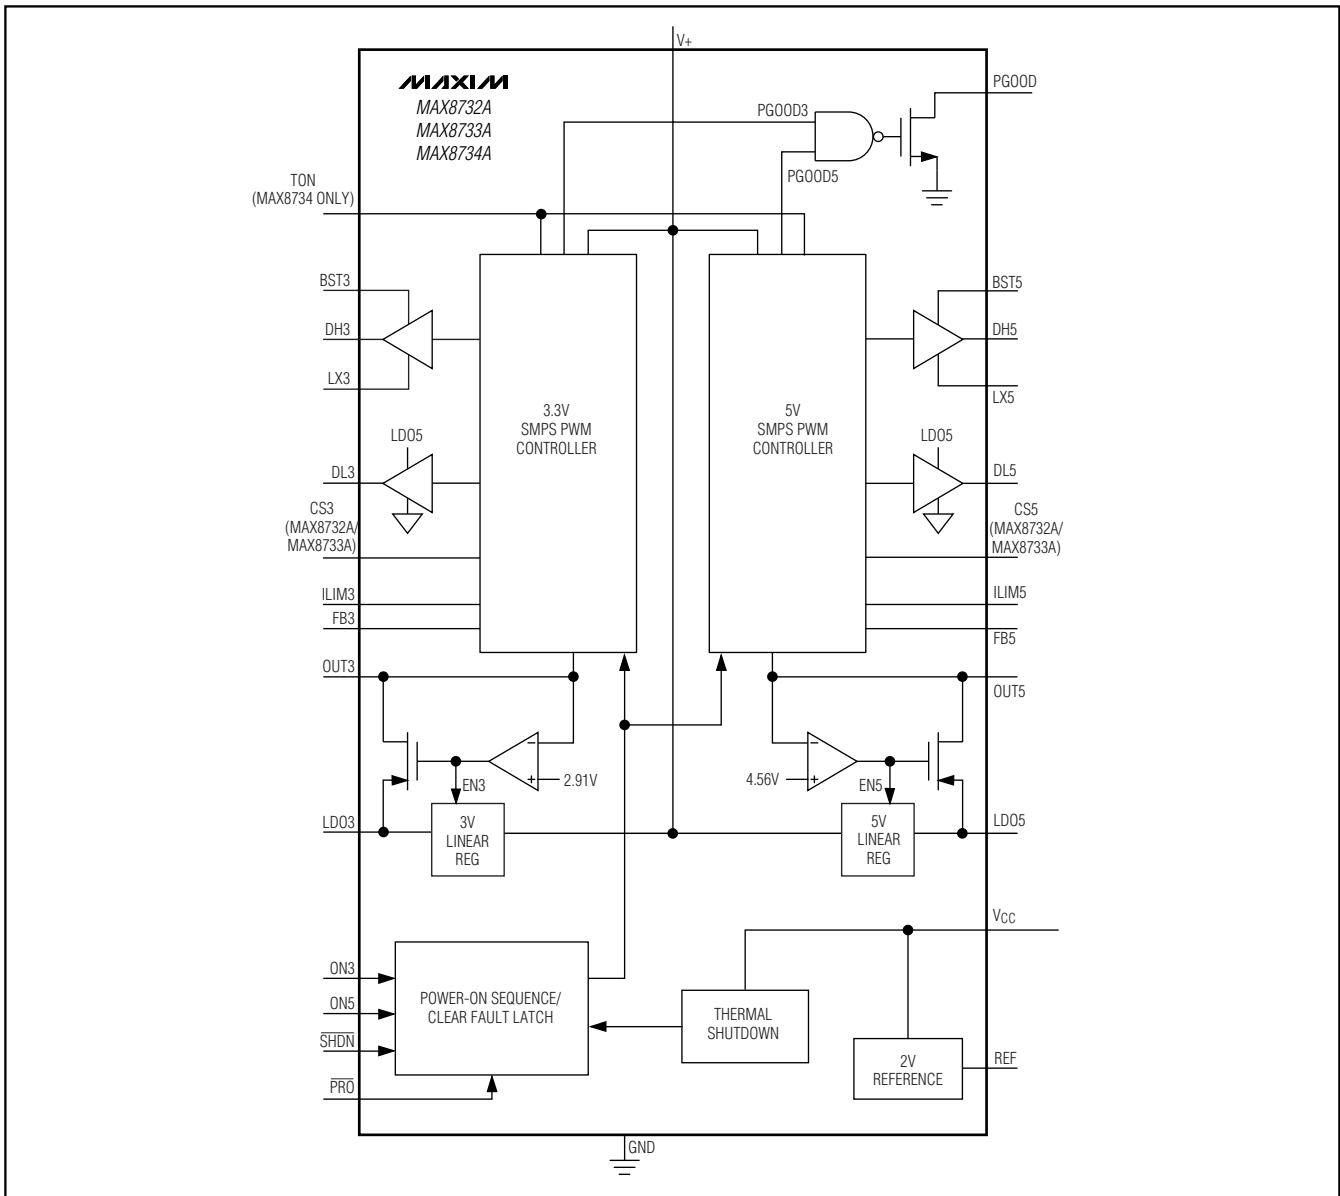 V+
MAXIM
MAX8732A
MAX8733A
MAX8734A
PGOOD
PGOOD3
PGOOD5
TON
(MAX8734 ONLY)
BST3
DH3
LX3
LDO5
DL3
CS3
(MAX8732A/
MAX8733A)
ILIM3
FB3
OUT3
3.3V
SMPS PWM
CONTROLLER
5V
SMPS PWM
CONTROLLER
BST5
DH5
LX5
LDO5
DL5
CS5
(MAX8732A/
MAX8733A)
ILIM5
FB5
OUT5
−
+
2.91V
EN3
4.56V
−
+
EN5
LDO3
3V
LINEAR
REG
5V
LINEAR
REG
LDO5
VCC
ON3
ON5
SHDN
PRO
POWER-ON SEQUENCE/
CLEAR FAULT LATCH
THERMAL
SHUTDOWN
2V
REFERENCE
REF
GND